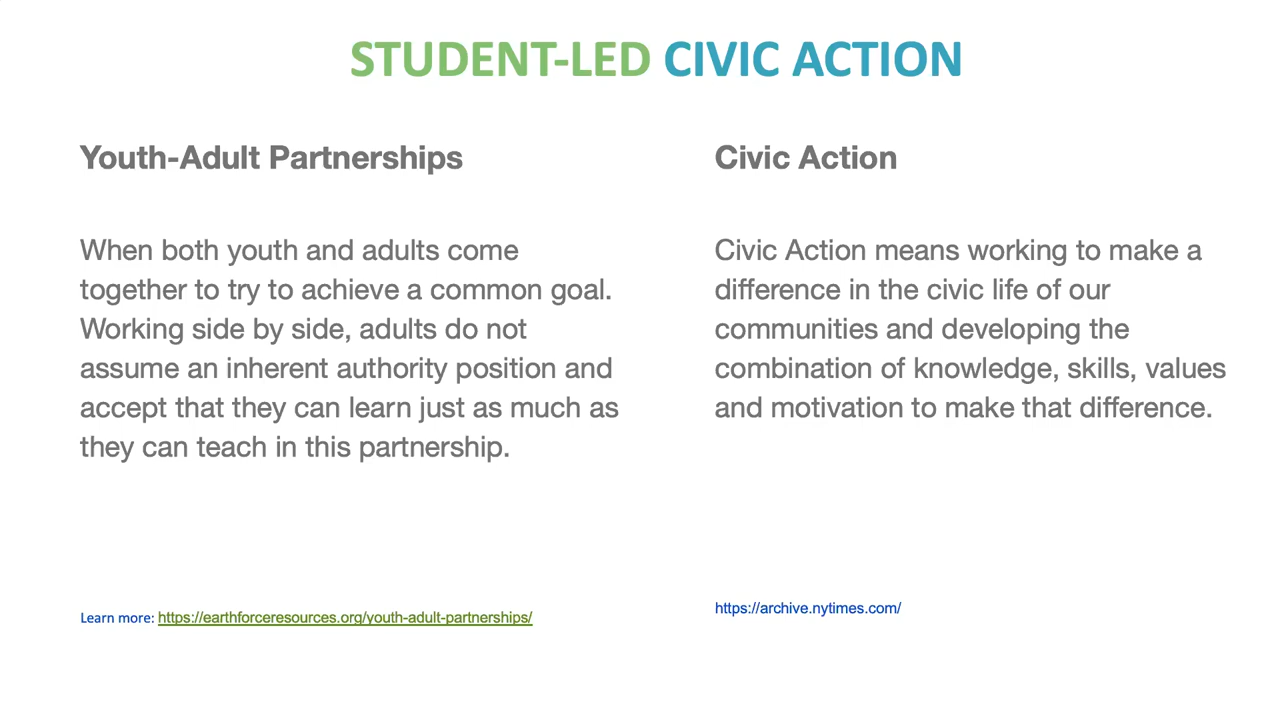 STUDENT-LED CIVIC ACTION
Youth-Adult Partnerships
When both youth and adults come
together to try to achieve a common goal.
Working side by side, adults do not
assume an inherent authority position and
accept that they can learn just as much as
they can teach in this partnership.
Learn more: https://earthforceresources.org/youth-adult-partnerships/
Civic Action
Civic Action means working to make a
difference in the civic life of our
communities and developing the
combination of knowledge, skills, values
and motivation to make that difference.
https://archive.nytimes.com/